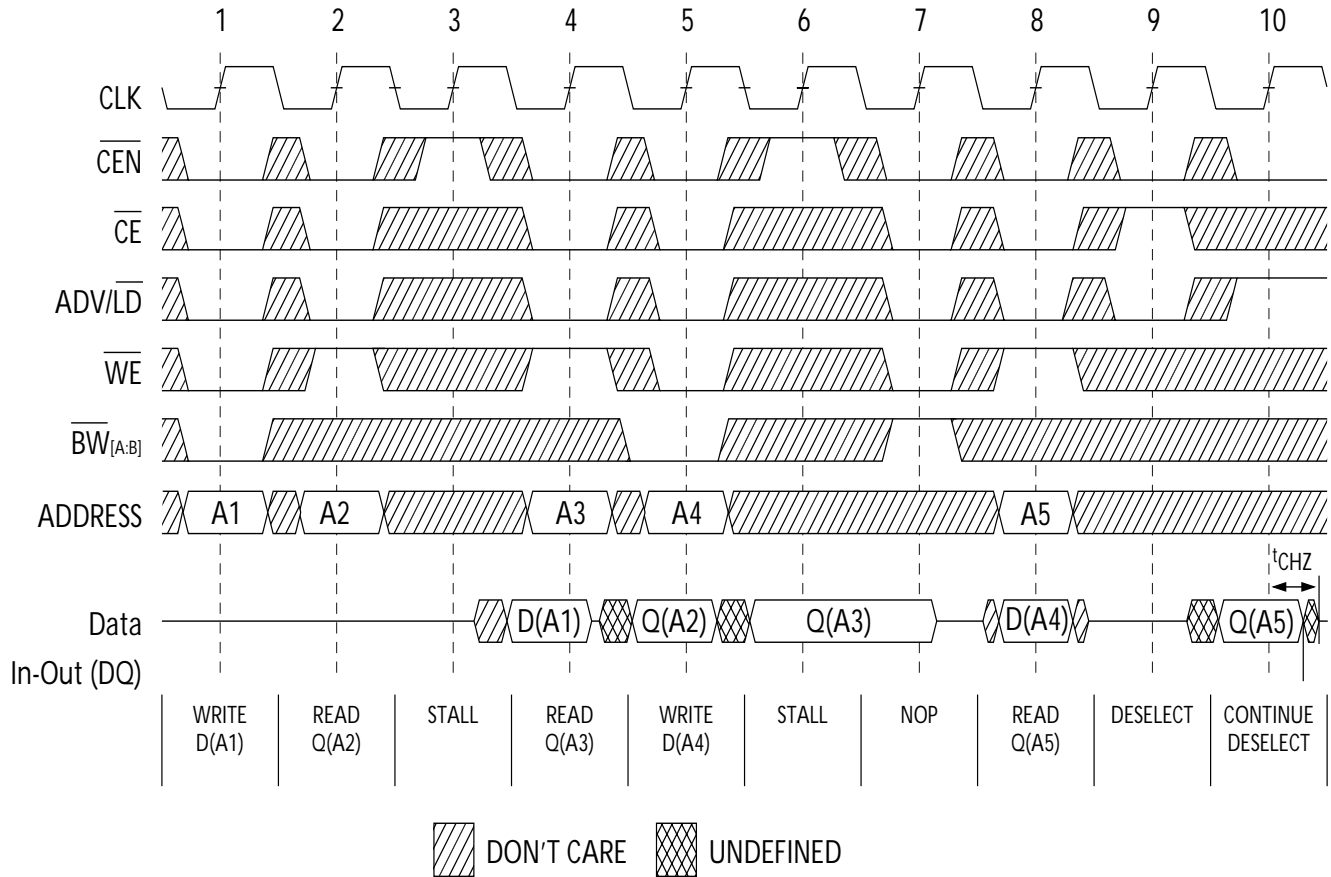 1 2 3 4 5 6 7 8 9 10
CLK
CEN
CE
ADV/LD
WE
BW[A:B]
ADDRESS A1 A2 A3 A4 A5
tCHZ
Data D(A1) Q(A2) Q(A3) D(A4) Q(A5)
In-Out (DQ)
WRITE READ STALL READ WRITE STALL NOP READ DESELECT CONTINUE
D(A1) Q(A2) Q(A3) D(A4) Q(A5) DESELECT
DON'T CARE UNDEFINED